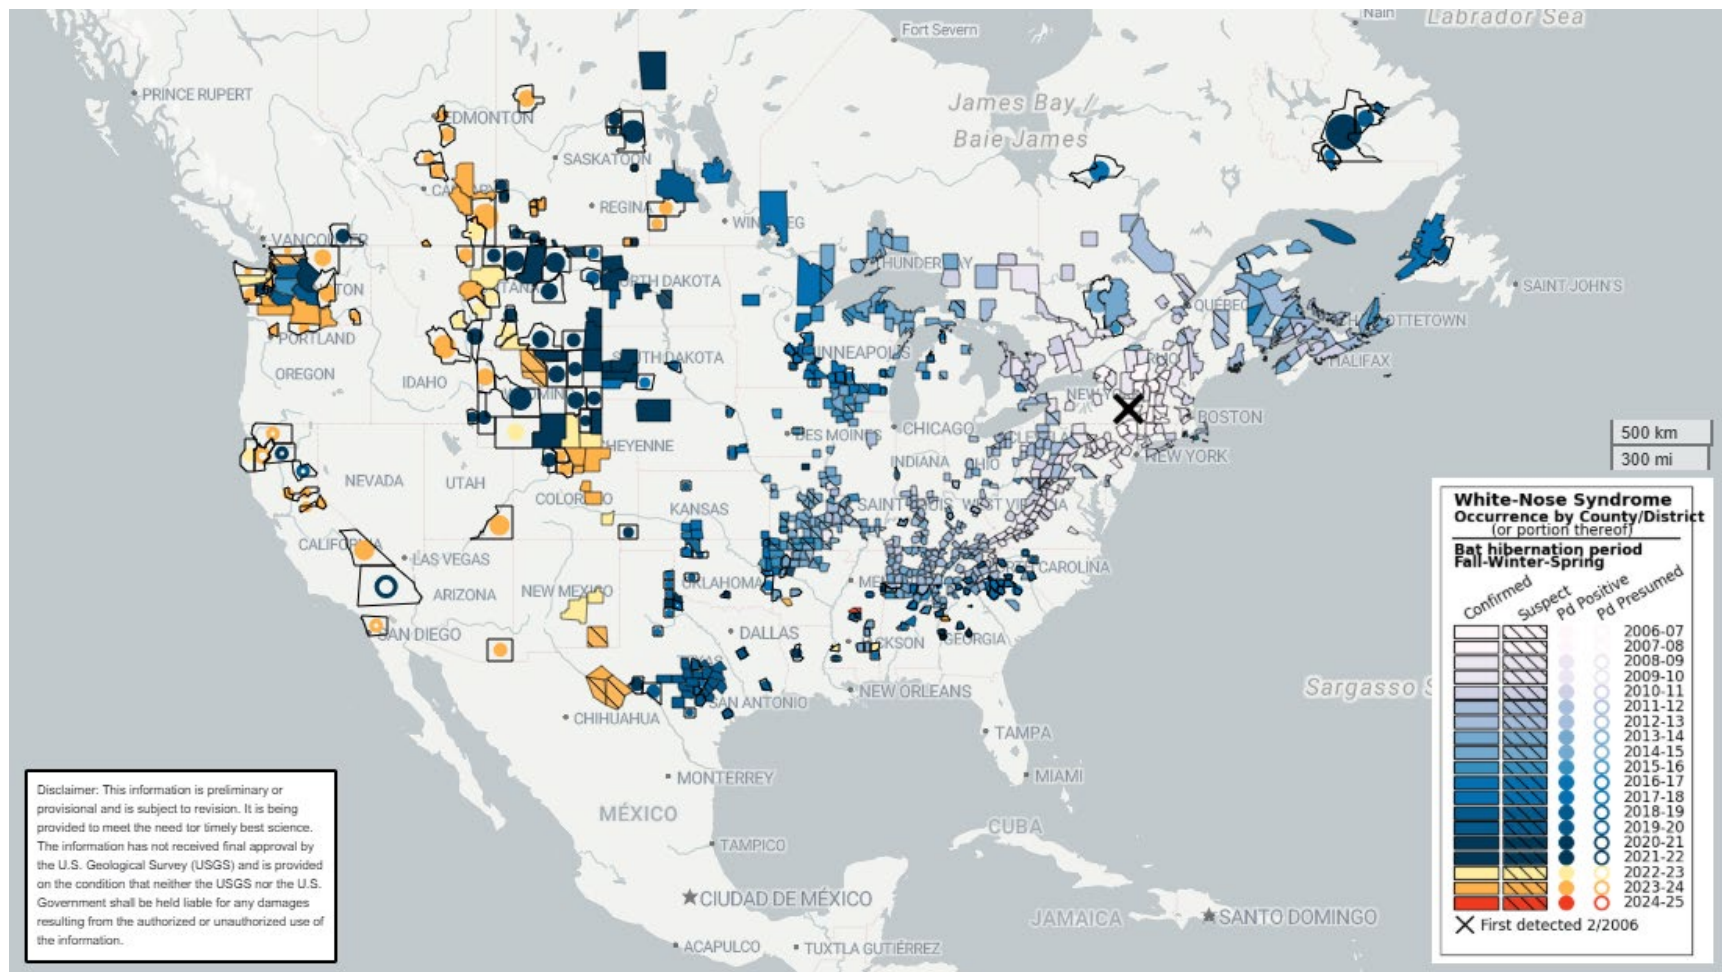 Nain
Labrador Sea
Fort Severn
PRINCE RUPERT
James Bay /
Baie James
EDMONTON
SASKATOON
REGINA
WINNIPEG
VANCOUVER
THUNDER BAY
NORTH DAKOTA
SAINT JOHN'S
QUÉBEC
CHARLOTTETOWN
PORTLAND
MINNEAPOLIS
SOUTH DAKOTA
HALIFAX
OREGON
IDAHO
BOSTON
CHICAGO
DES MOINES
500 km
300 mi
CHEYENNE
NEW YORK
INDIANA
OHIO
NEVADA
UTAH
COLORADO
KANSAS
SAINT LOUIS
WEST VIRGINIA
CALIFORNIA
LAS VEGAS
NORTH CAROLINA
ARIZONA
NEW MEXICO
OKLAHOMA
SAN DIEGO
DALLAS
JACKSON
GEORGIA
TEXAS
SAN ANTONIO
NEW ORLEANS
Sargasso S
CHIHUAHUA
TAMPA
MONTERREY
MIAMI
MÉXICO
CUBA
TAMPICO
CIUDAD DE MÉXICO
JAMAICA
SANTO DOMINGO
ACAPULCO
TUXTLA GUTIÉRREZ
Disclaimer: This information is preliminary or
provisional and is subject to revision. It is being
provided to meet the need tor timely best science.
The information has not received final approval by
the U.S. Geological Survey (USGS) and is provided
on the condition that neither the USGS nor the U.S.
Government shall be held liable for any damages
resulting from the authorized or unauthorized use of
the information.
White-Nose Syndrome
Occurrence by County/District
(or portion thereof)
Bat hibernation period
Fall-Winter-Spring
Confirmed
Suspect
Pd Positive
Pd Presumed
2006-07
2007-08
2008-09
2009-10
2010-11
2011-12
2012-13
2013-14
2014-15
2015-16
2016-17
2017-18
2018-19
2019-20
2020-21
2021-22
2022-23
2023-24
2024-25
First detected 2/2006